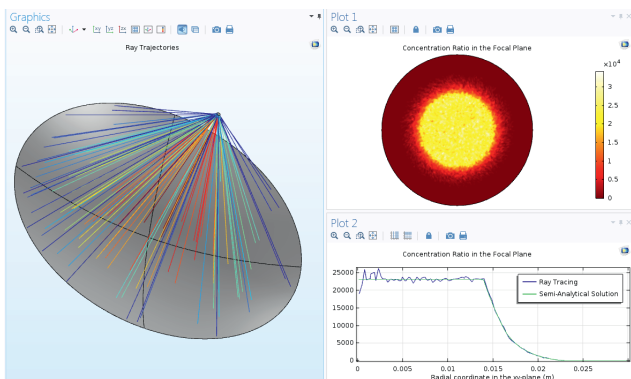 Graphics
Ray Trajectories
Plot 1
Concentration Ratio in the Focal Plane
×10⁴
3
2.5
2
1.5
1
0.5
0
Plot 2
Concentration Ratio in the Focal Plane
25000
20000
15000
10000
5000
0
Ray Tracing
Semi-Analytical Solution
0 0.005 0.01 0.015 0.02 0.025
Radial coordinate in the xy-plane (m)